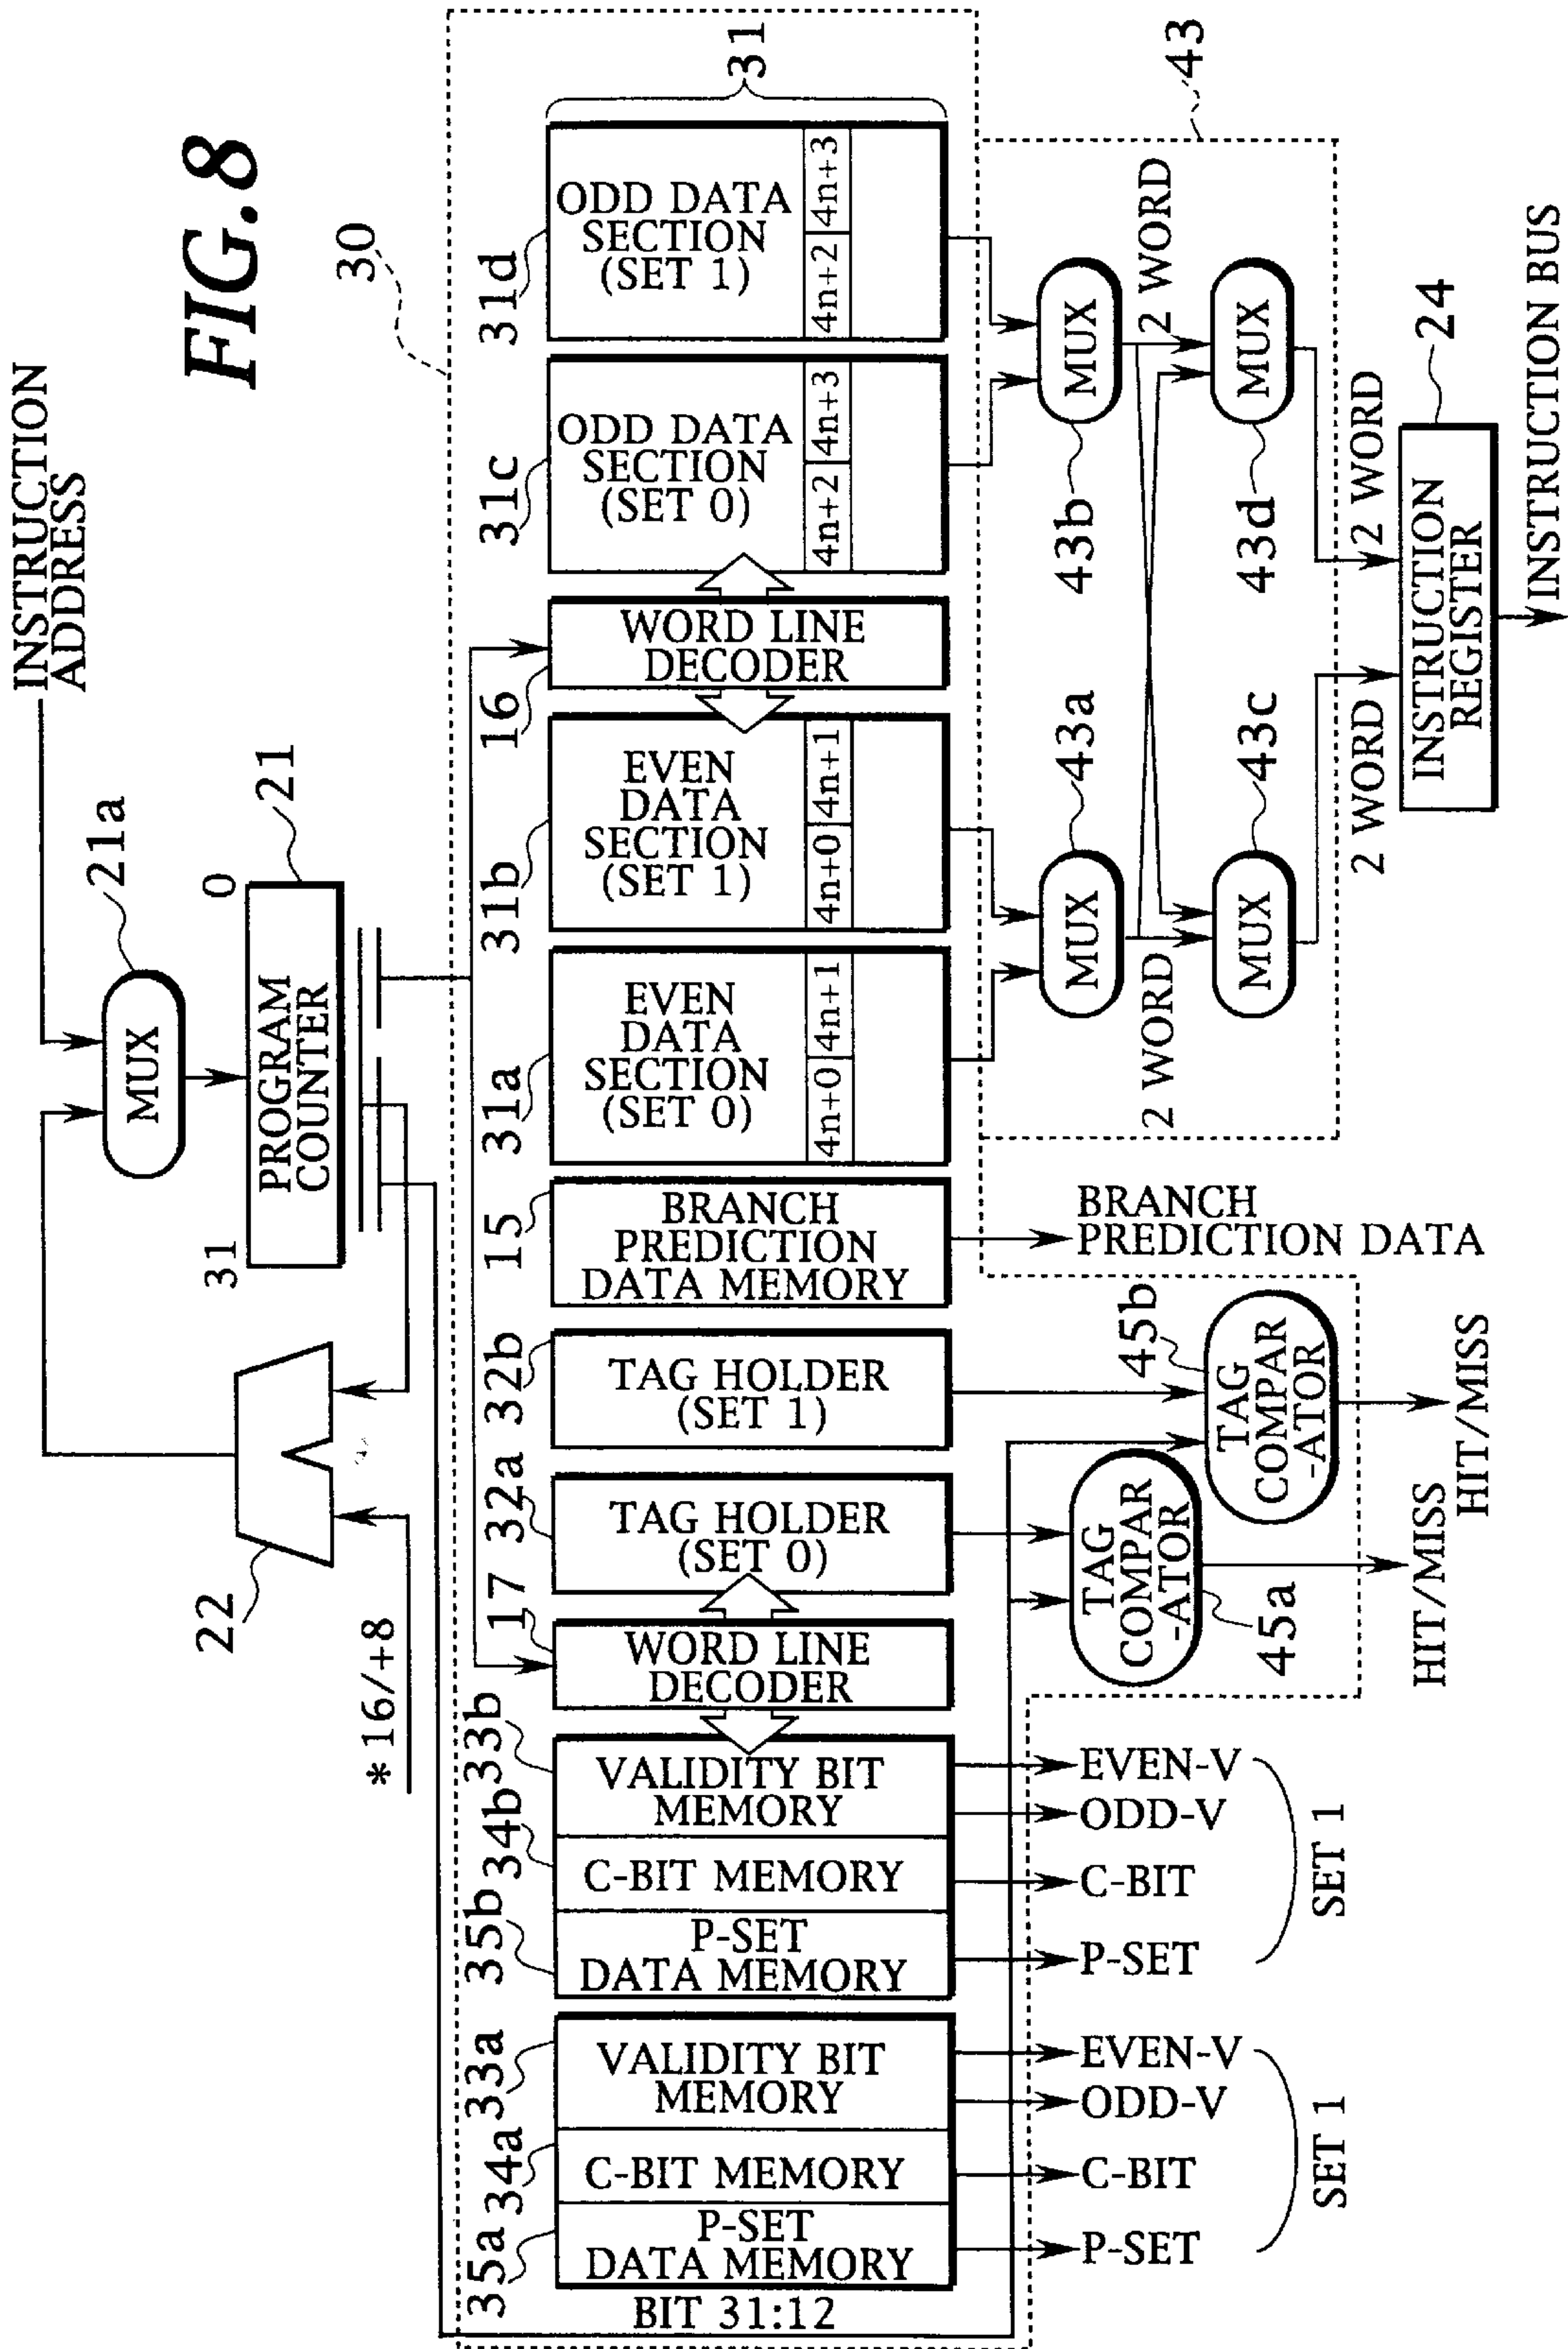 FIG.8
INSTRUCTION
ADDRESS
21a
MUX
31
0
21
PROGRAM
COUNTER
22
*16/+8
30
31
35a
34a
33a
35b
34b
33b
17
32a
32b
15
31a
31b
16
31c
31d
P-SET
DATA MEMORY
C-BIT MEMORY
VALIDITY BIT
MEMORY
P-SET
DATA MEMORY
C-BIT MEMORY
VALIDITY BIT
MEMORY
WORD LINE
DECODER
TAG HOLDER
(SET 0)
TAG HOLDER
(SET 1)
BRANCH
PREDICTION
DATA MEMORY
EVEN
DATA
SECTION
(SET 0)
4n+0 4n+1
EVEN
DATA
SECTION
(SET 1)
4n+0 4n+1
WORD LINE
DECODER
ODD DATA
SECTION
(SET 0)
4n+2 4n+3
ODD DATA
SECTION
(SET 1)
4n+2 4n+3
BIT 31:12
P-SET
C-BIT
ODD-V
EVEN-V
SET 1
P-SET
C-BIT
ODD-V
EVEN-V
SET 1
TAG
COMPAR
-ATOR
45a
TAG
COMPAR
-ATOR
45b
HIT/MISS
HIT/MISS
BRANCH
PREDICTION DATA
43
MUX
43a
MUX
43b
2 WORD
2 WORD
MUX
43c
MUX
43d
2 WORD
2 WORD
INSTRUCTION
REGISTER
24
INSTRUCTION BUS